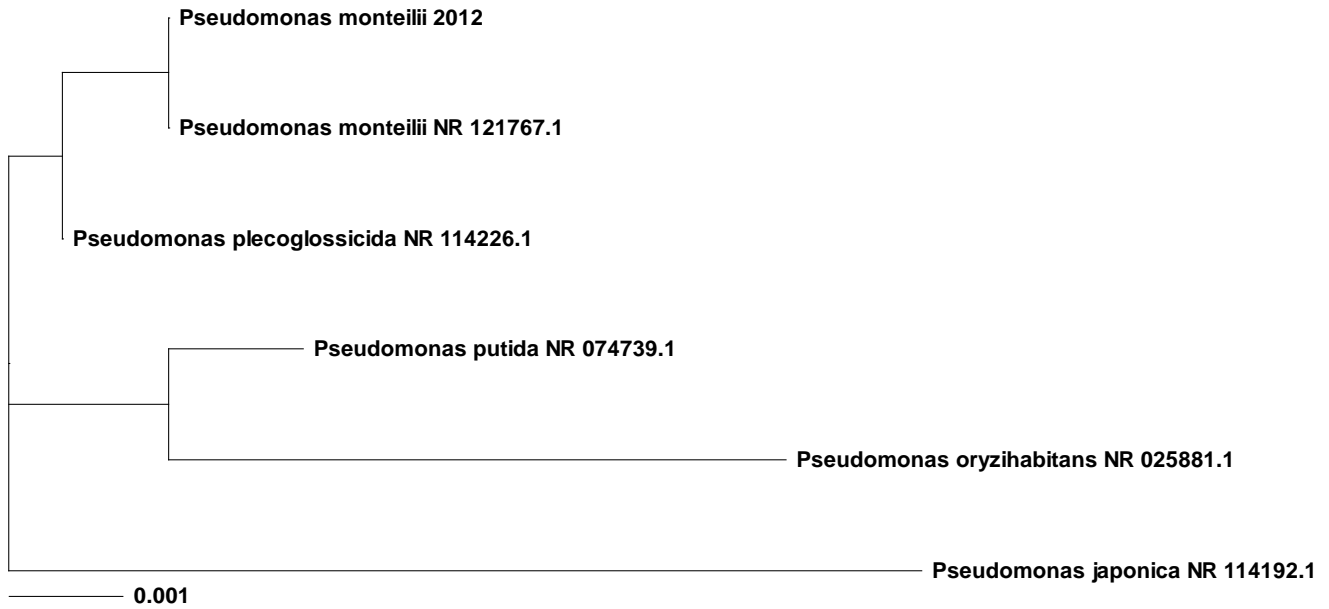 Pseudomonas monteilii 2012
Pseudomonas monteilii NR 121767.1
Pseudomonas plecoglossicida NR 114226.1
Pseudomonas putida NR 074739.1
Pseudomonas oryzihabitans NR 025881.1
Pseudomonas japonica NR 114192.1
0.001